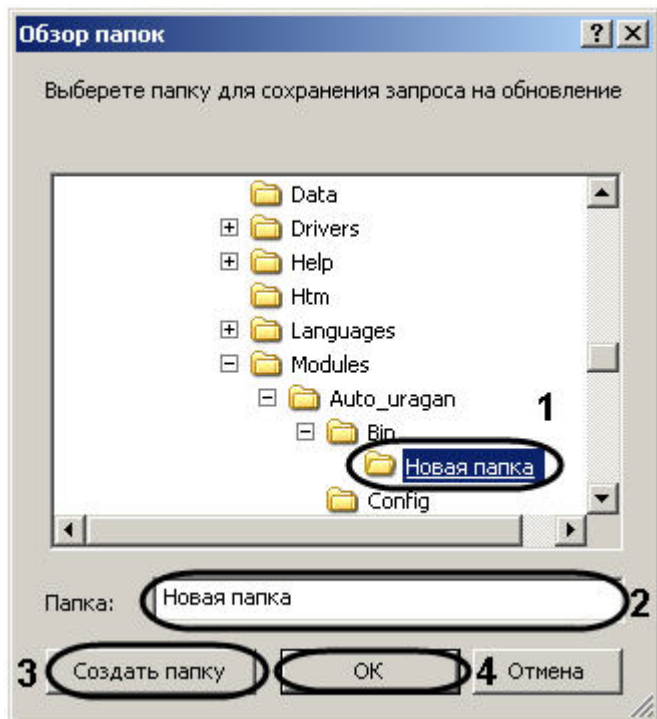 Обзор папок
Выберете папку для сохранения запроса на обновление
Data
Drivers
Help
Htm
Languages
Modules
Auto_uragan
1
Bin
Новая папка
Config
Папка: Новая папка 2
3 Создать папку ОК 4 Отмена